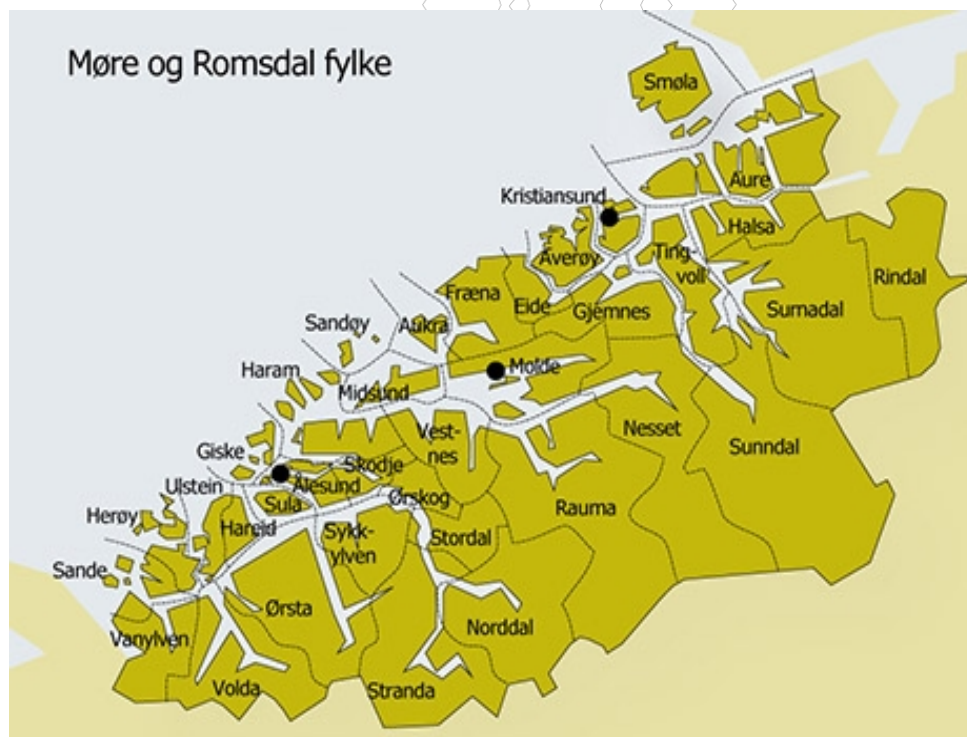 Møre og Romsdal fylke
Smøla
Aure
Kristiansund
Halsa
Averøy
Ting-
voll
Rindal
Fræna
Eide
Gjemnes
Surnadal
Sandøy
Aukra
Haram
Midsund
Molde
Vest-
nes
Nesset
Sunndal
Giske
Skodje
Ulstein
Ålesund
Sula
Ørskog
Rauma
Herøy
Hareid
Sykk-
ylven
Stordal
Sande
Ørsta
Norddal
Vanylven
Volda
Stranda